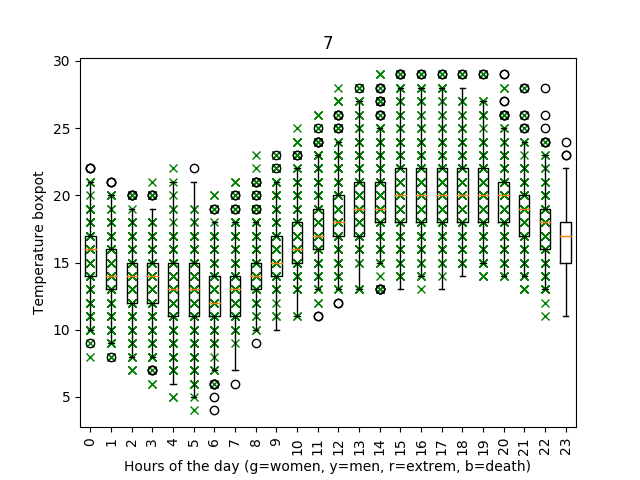 7
30
25
20
15
10
5
Temperature boxpot
0 1 2 3 4 5 6 7 8 9 10 11 12 13 14 15 16 17 18 19 20 21 22 23
Hours of the day (g=women, y=men, r=extrem, b=death)